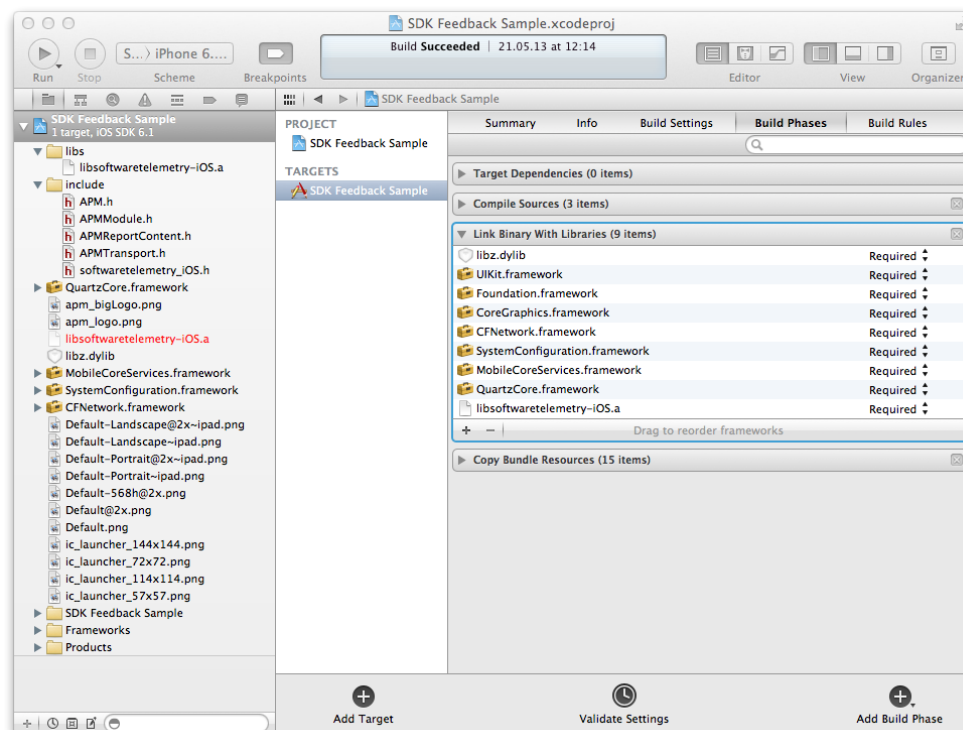 SDK Feedback Sample.xcodeproj
Build Succeeded | 21.05.13 at 12:14
S... ⟩ iPhone 6....
Run Stop Scheme Breakpoints Editor View Organizer
SDK Feedback Sample
SDK Feedback Sample
1 target, iOS SDK 6.1
libs
libsoftwaretelemetry-iOS.a
include
APM.h
APMModule.h
APMReportContent.h
APMTransport.h
softwaretelemetry_iOS.h
QuartzCore.framework
apm_bigLogo.png
apm_logo.png
libsoftwaretelemetry-iOS.a
libz.dylib
MobileCoreServices.framework
SystemConfiguration.framework
CFNetwork.framework
Default-Landscape@2x~ipad.png
Default-Landscape~ipad.png
Default-Portrait@2x~ipad.png
Default-Portrait~ipad.png
Default-568h@2x.png
Default@2x.png
Default.png
ic_launcher_144x144.png
ic_launcher_72x72.png
ic_launcher_114x114.png
ic_launcher_57x57.png
SDK Feedback Sample
Frameworks
Products
PROJECT
SDK Feedback Sample
TARGETS
SDK Feedback Sample
Summary Info Build Settings Build Phases Build Rules
Target Dependencies (0 items)
Compile Sources (3 items)
Link Binary With Libraries (9 items)
libz.dylib Required
UIKit.framework Required
Foundation.framework Required
CoreGraphics.framework Required
CFNetwork.framework Required
SystemConfiguration.framework Required
MobileCoreServices.framework Required
QuartzCore.framework Required
libsoftwaretelemetry-iOS.a Required
+ − Drag to reorder frameworks
Copy Bundle Resources (15 items)
Add Target Validate Settings Add Build Phase